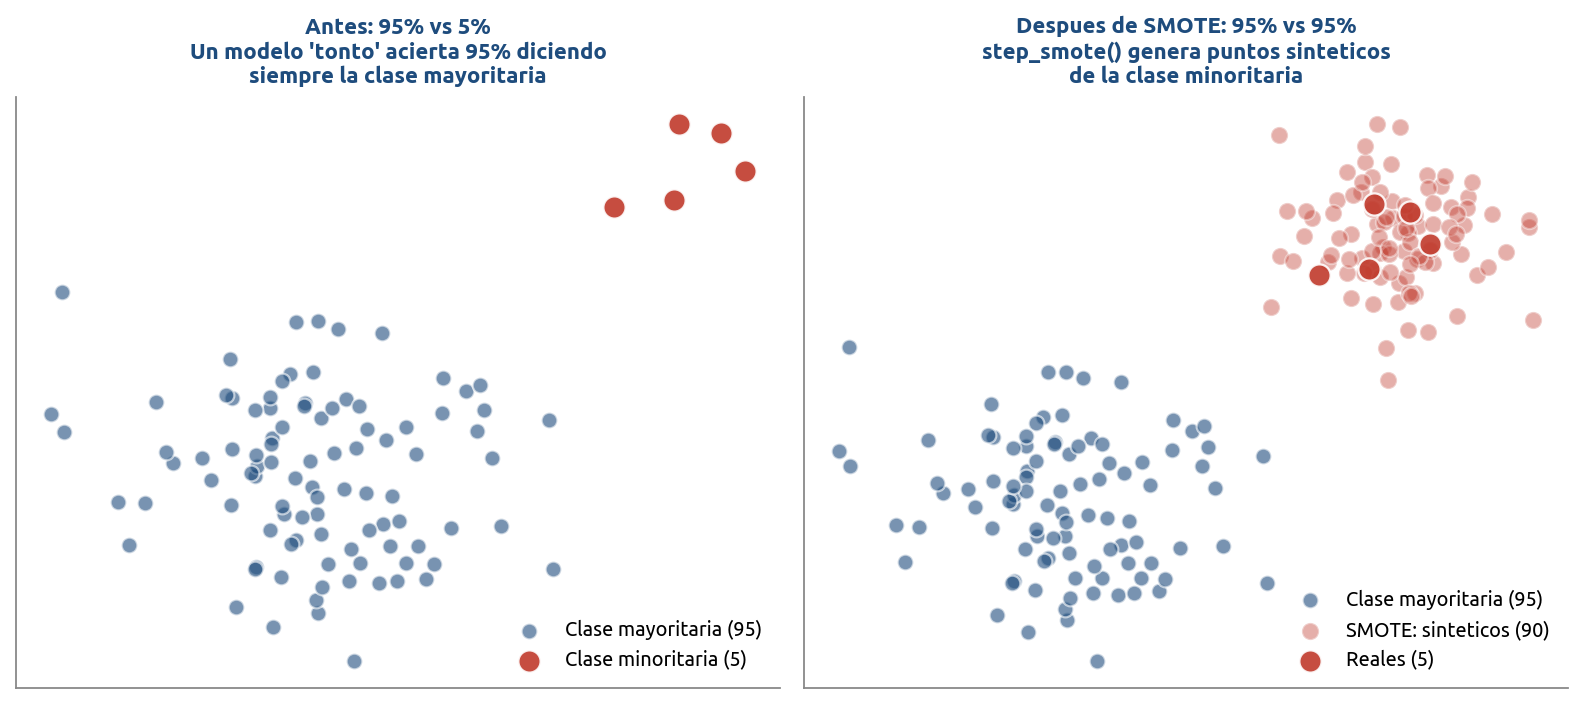 Antes: 95% vs 5%
Un modelo 'tonto' acierta 95% diciendo
siempre la clase mayoritaria
Clase mayoritaria (95)
Clase minoritaria (5)
Despues de SMOTE: 95% vs 95%
step_smote() genera puntos sinteticos
de la clase minoritaria
Clase mayoritaria (95)
SMOTE: sinteticos (90)
Reales (5)